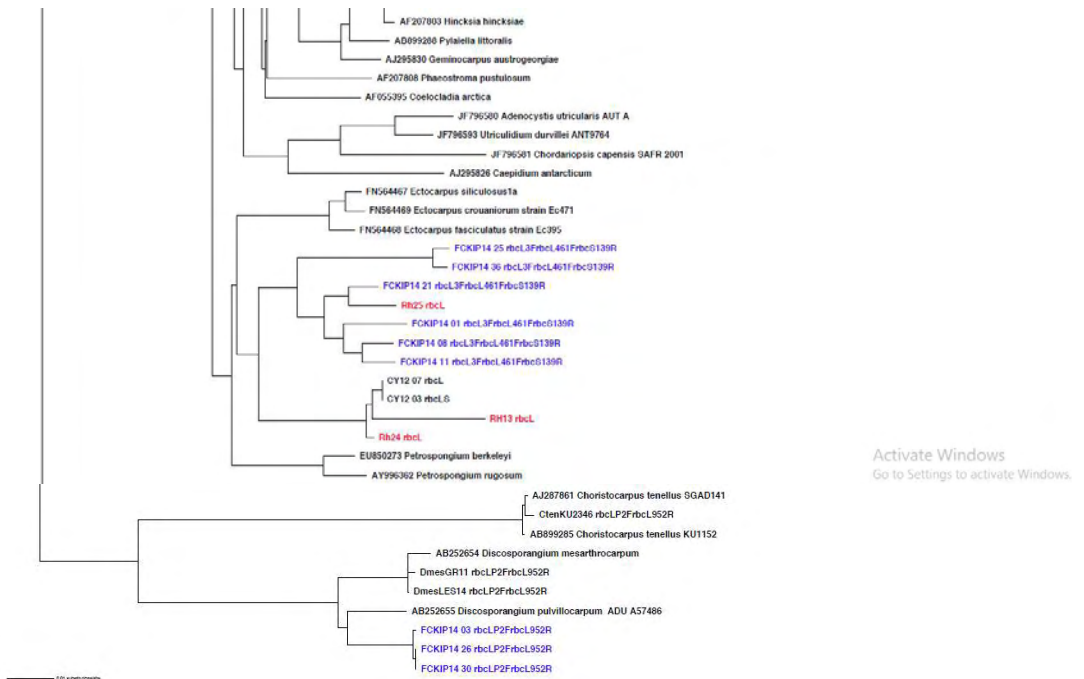 AF207803 Hincksia hincksiae
AB899288 Pylaiella littoralis
AJ295830 Geminocarpus austrogeorgiae
AF207808 Phaeostroma pustulosum
AF055395 Coelocladia arctica
JF796580 Adenocystis utricularis AUT A
JF796593 Utriculidium durvillei ANT9764
JF796581 Chordariopsis capensis SAFR 2001
AJ295826 Caepidium antarcticum
FN564467 Ectocarpus siliculosus1a
FN564469 Ectocarpus crouaniorum strain Ec471
FN564468 Ectocarpus fasciculatus strain Ec395
FCKIP14 25 rbcL3FrbcL461FrbcS139R
FCKIP14 36 rbcL3FrbcL461FrbcS139R
FCKIP14 21 rbcL3FrbcL461FrbcS139R
Rh25 rbcL
FCKIP14 01 rbcL3FrbcL461FrbcS139R
FCKIP14 08 rbcL3FrbcL461FrbcS139R
FCKIP14 11 rbcL3FrbcL461FrbcS139R
CY12 07 rbcL
CY12 03 rbcLS
RH13 rbcL
Rh24 rbcL
EU850273 Petrospongium berkeleyi
Activate Windows
Go to Settings to activate Windows.
AY996362 Petrospongium rugosum
AJ287861 Choristocarpus tenellus SGAD141
CtenKU2346 rbcLP2FrbcL952R
AB899285 Choristocarpus tenellus KU1152
AB252654 Discosporangium mesarthrocarpum
DmesGR11 rbcLP2FrbcL952R
DmesLES14 rbcLP2FrbcL952R
AB252655 Discosporangium pulvillocarpum ADU A57486
FCKIP14 03 rbcLP2FrbcL952R
FCKIP14 26 rbcLP2FrbcL952R
FCKIP14 30 rbcLP2FrbcL952R